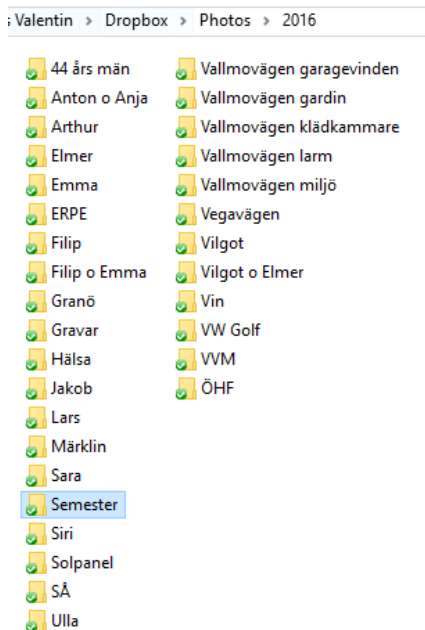 Valentin > Dropbox > Photos > 2016
44 års män
Anton o Anja
Arthur
Elmer
Emma
ERPE
Filip
Filip o Emma
Granö
Gravar
Hälsa
Jakob
Lars
Märklin
Sara
Semester
Siri
Solpanel
SÅ
Ulla
Vallmovägen garagevinden
Vallmovägen gardin
Vallmovägen klädkammare
Vallmovägen larm
Vallmovägen miljö
Vegavägen
Vilgot
Vilgot o Elmer
Vin
VW Golf
VVM
ÖHF